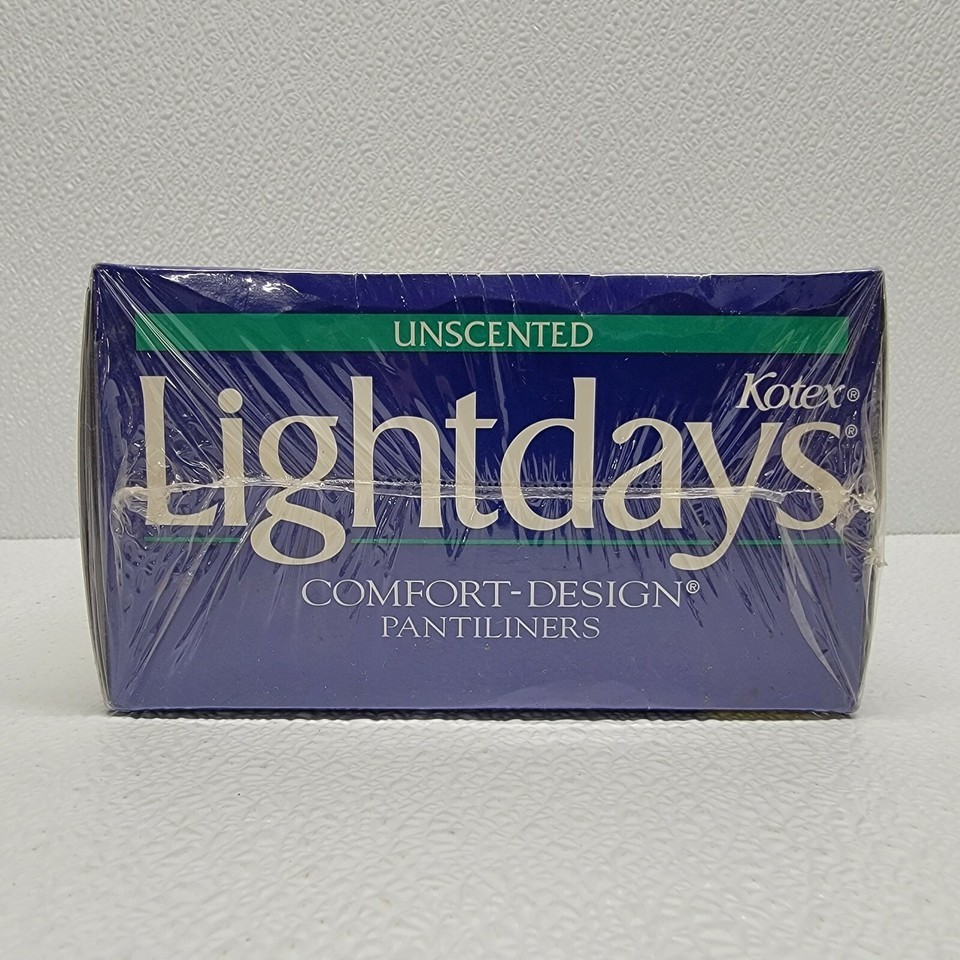 UNSCENTED
Kotex®
Lightdays®
COMFORT-DESIGN®
PANTILINERS